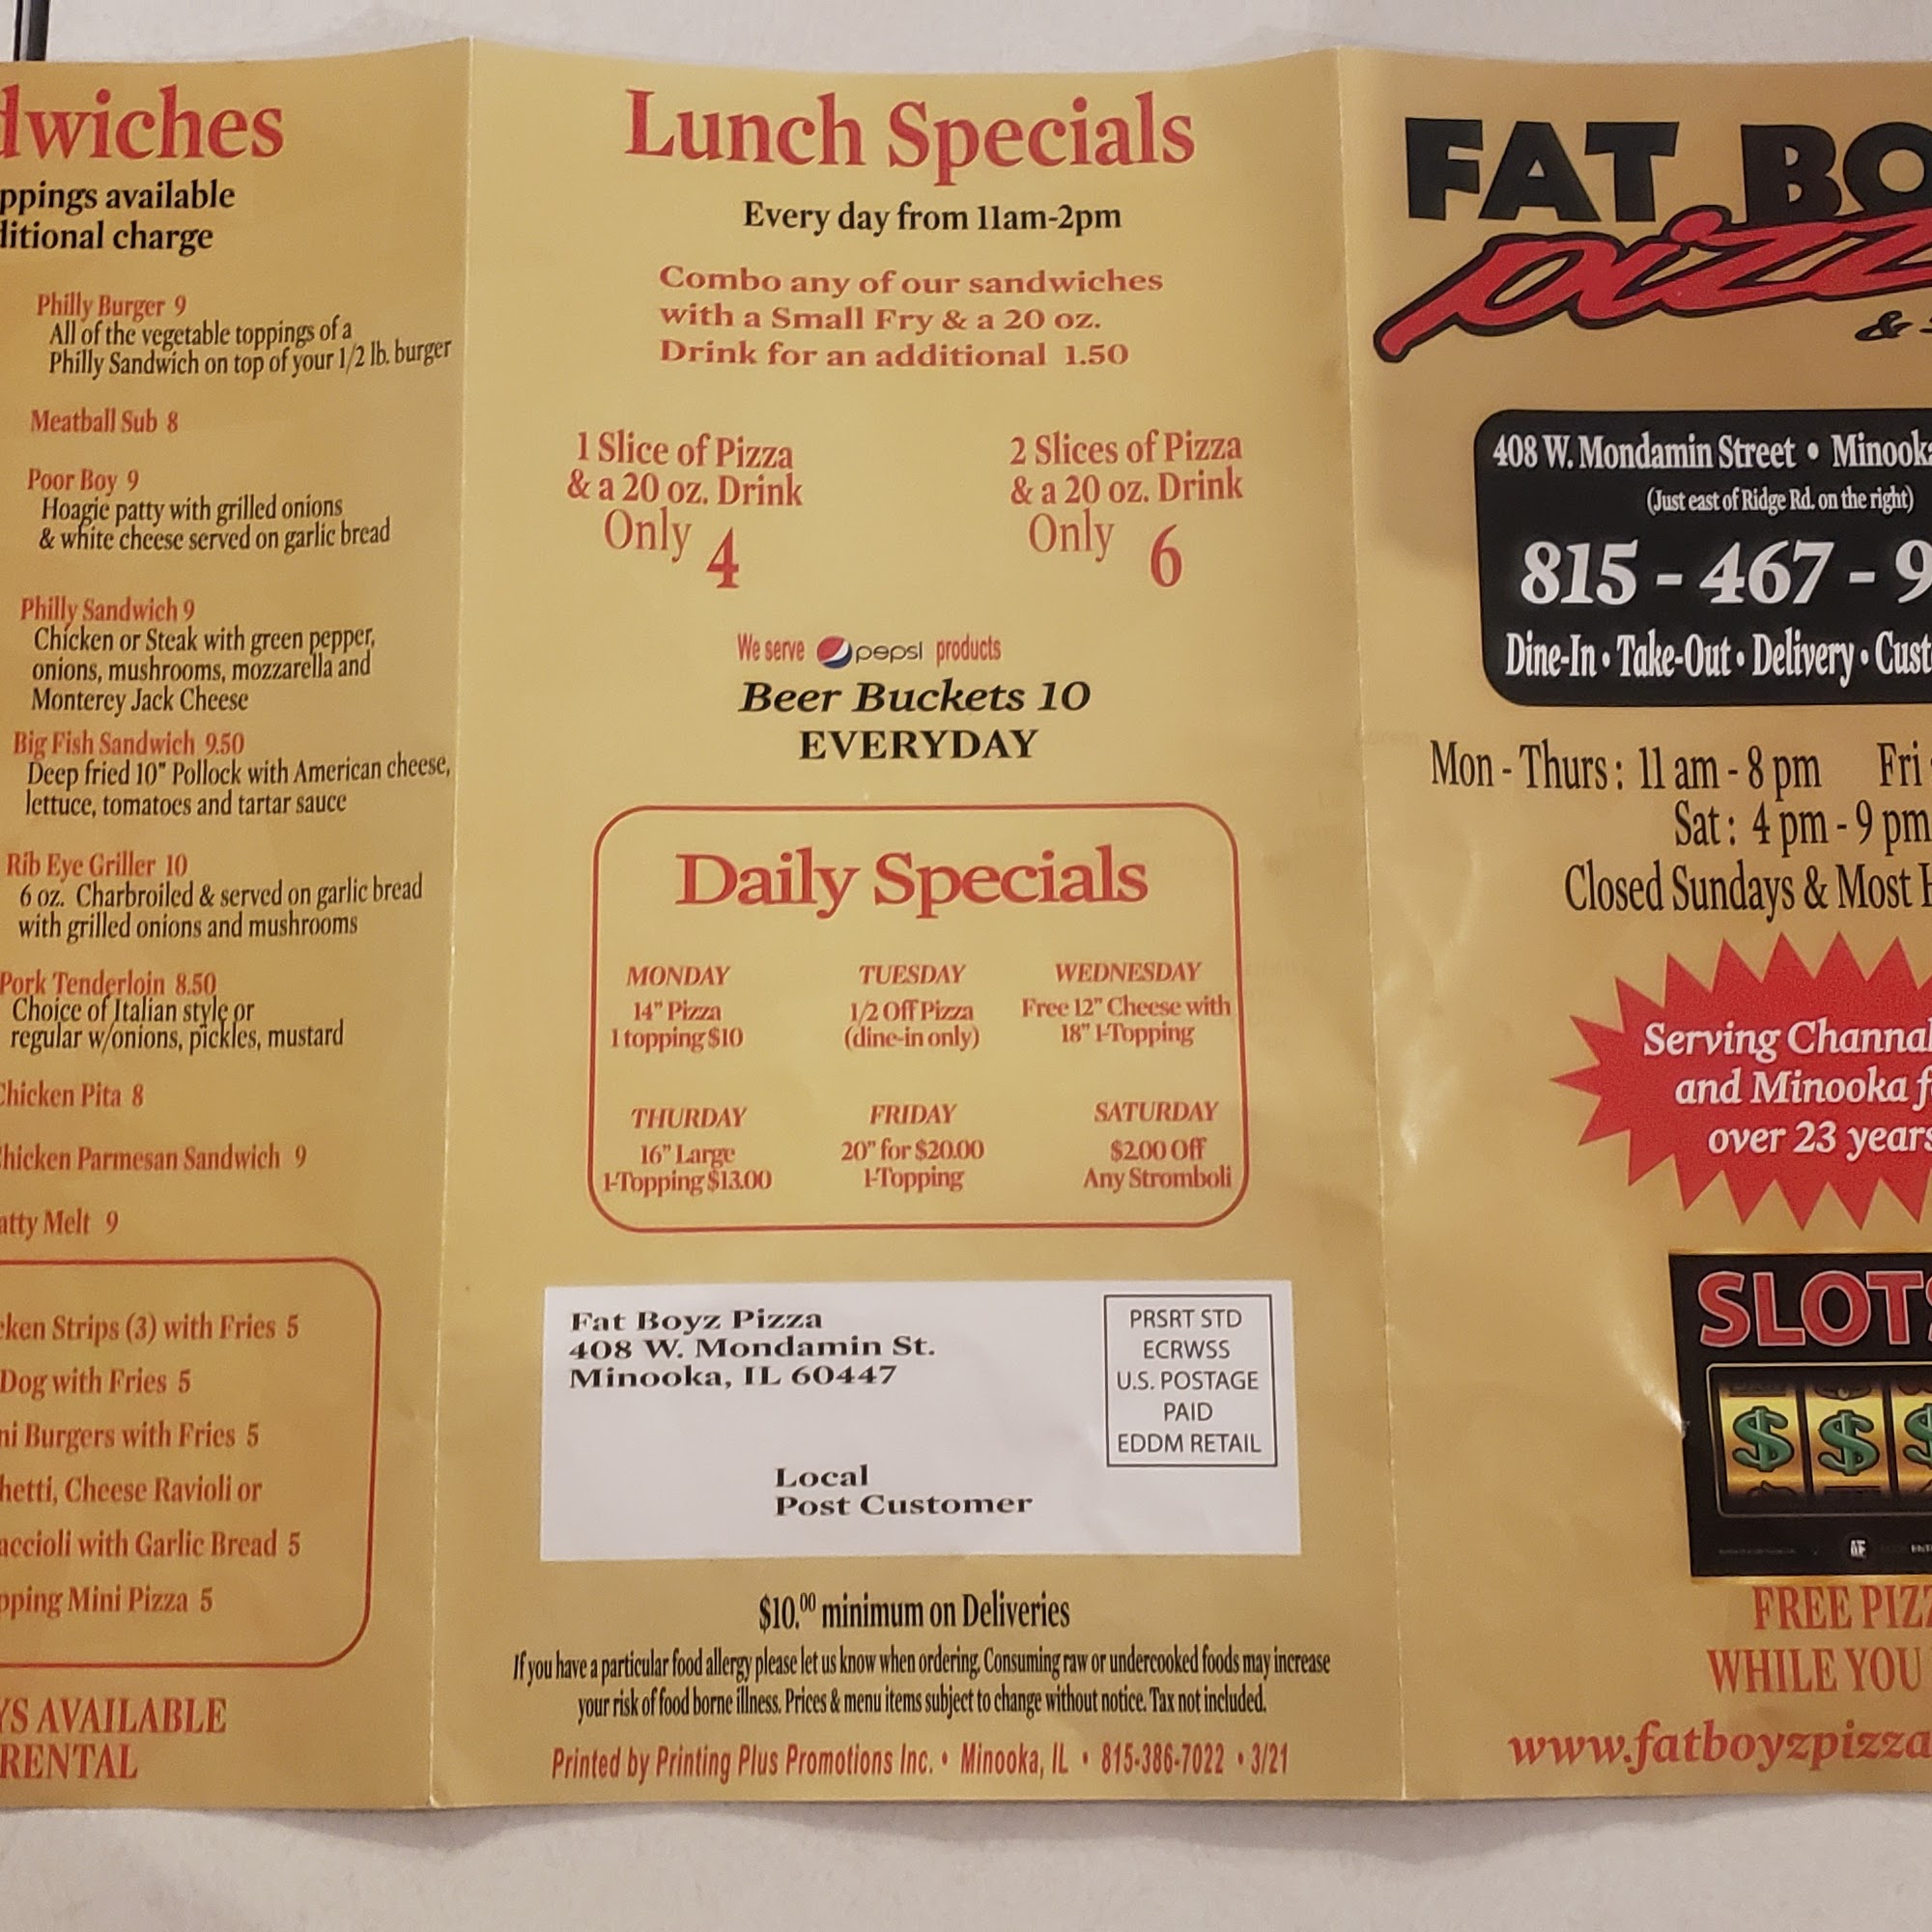 dwiches
ppings available
ditional charge
Philly Burger 9
All of the vegetable toppings of a
Philly Sandwich on top of your 1/2 lb. burger
Meatball Sub 8
Poor Boy 9
Hoagie patty with grilled onions
& white cheese served on garlic bread
Philly Sandwich 9
Chicken or Steak with green pepper,
onions, mushrooms, mozzarella and
Monterey Jack Cheese
Big Fish Sandwich 9.50
Deep fried 10" Pollock with American cheese,
lettuce, tomatoes and tartar sauce
Rib Eye Griller 10
6 oz. Charbroiled & served on garlic bread
with grilled onions and mushrooms
Pork Tenderloin 8.50
Choice of Italian style or
regular w/onions, pickles, mustard
Chicken Pita 8
Chicken Parmesan Sandwich 9
atty Melt 9
cken Strips (3) with Fries 5
Dog with Fries 5
ni Burgers with Fries 5
hetti, Cheese Ravioli or
accioli with Garlic Bread 5
pping Mini Pizza 5
YS AVAILABLE
RENTAL
Lunch Specials
Every day from 11am-2pm
Combo any of our sandwiches
with a Small Fry & a 20 oz.
Drink for an additional 1.50
1 Slice of Pizza
& a 20 oz. Drink
Only 4
2 Slices of Pizza
& a 20 oz. Drink
Only 6
We serve pepsi products
Beer Buckets 10
EVERYDAY
Daily Specials
MONDAY
14" Pizza
1 topping $10
TUESDAY
1/2 Off Pizza
(dine-in only)
WEDNESDAY
Free 12" Cheese with
18" 1-Topping
THURDAY
16" Large
1-Topping $13.00
FRIDAY
20" for $20.00
1-Topping
SATURDAY
$2.00 Off
Any Stromboli
Fat Boyz Pizza
408 W. Mondamin St.
Minooka, IL 60447
PRSRT STD
ECRWSS
U.S. POSTAGE
PAID
EDDM RETAIL
Local
Post Customer
$10.00 minimum on Deliveries
If you have a particular food allergy please let us know when ordering. Consuming raw or undercooked foods may increase
your risk of food borne illness. Prices & menu items subject to change without notice. Tax not included.
Printed by Printing Plus Promotions Inc. • Minooka, IL • 815-386-7022 • 3/21
FAT BO
pizz
&
408 W. Mondamin Street • Minooka
(Just east of Ridge Rd. on the right)
815 - 467 - 9
Dine-In • Take-Out • Delivery • Cust
Mon - Thurs : 11 am - 8 pm Fri
Sat : 4 pm - 9 pm
Closed Sundays & Most H
Serving Channa
and Minooka f
over 23 years
SLOTS
$ $ $
FREE PIZZ
WHILE YOU
www.fatboyzpizza